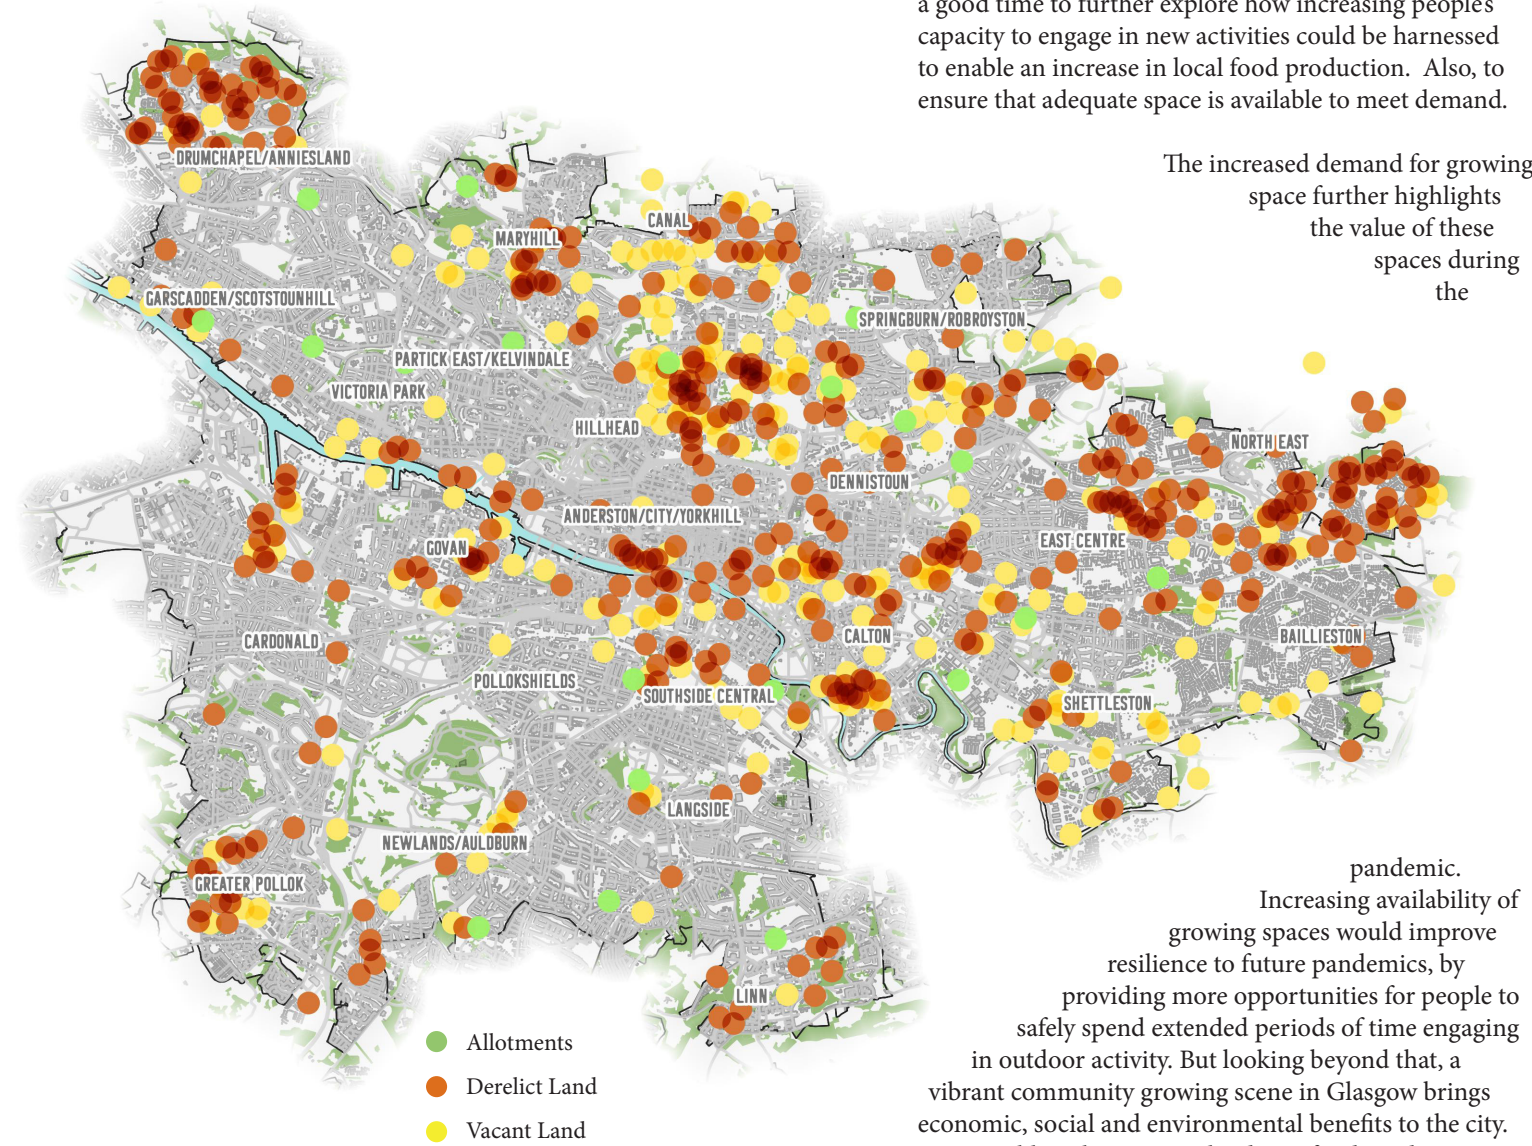 a good time to further explore how increasing people's
capacity to engage in new activities could be harnessed
to enable an increase in local food production. Also, to
ensure that adequate space is available to meet demand.
The increased demand for growing
space further highlights
the value of these
spaces during
the
pandemic.
Increasing availability of
growing spaces would improve
resilience to future pandemics, by
providing more opportunities for people to
safely spend extended periods of time engaging
in outdoor activity. But looking beyond that, a
vibrant community growing scene in Glasgow brings
economic, social and environmental benefits to the city.
DRUMCHAPEL/ANNIESLAND
CANAL
MARYHILL
GARSCADDEN/SCOTSTOUNHILL
SPRINGBURN/ROBROYSTON
PARTICK EAST/KELVINDALE
VICTORIA PARK
HILLHEAD
NORTH EAST
DENNISTOUN
ANDERSTON/CITY/YORKHILL
EAST CENTRE
GOVAN
CARDONALD
CALTON
BAILLIESTON
POLLOKSHIELDS
SOUTHSIDE CENTRAL
SHETTLESTON
LANGSIDE
NEWLANDS/AULDBURN
GREATER POLLOK
LINN
Allotments
Derelict Land
Vacant Land